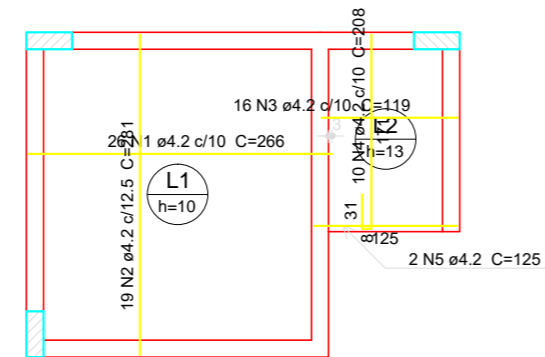 10 N4 ø4.2 c/10 C=208
16 N3 ø4.2 c/10 C=119
26 N1 ø4.2 c/10 C=266
19 N2 ø4.2 c/12.5 C=281
L1
h=10
L2
h=13
31
8
125
2 N5 ø4.2 C=125